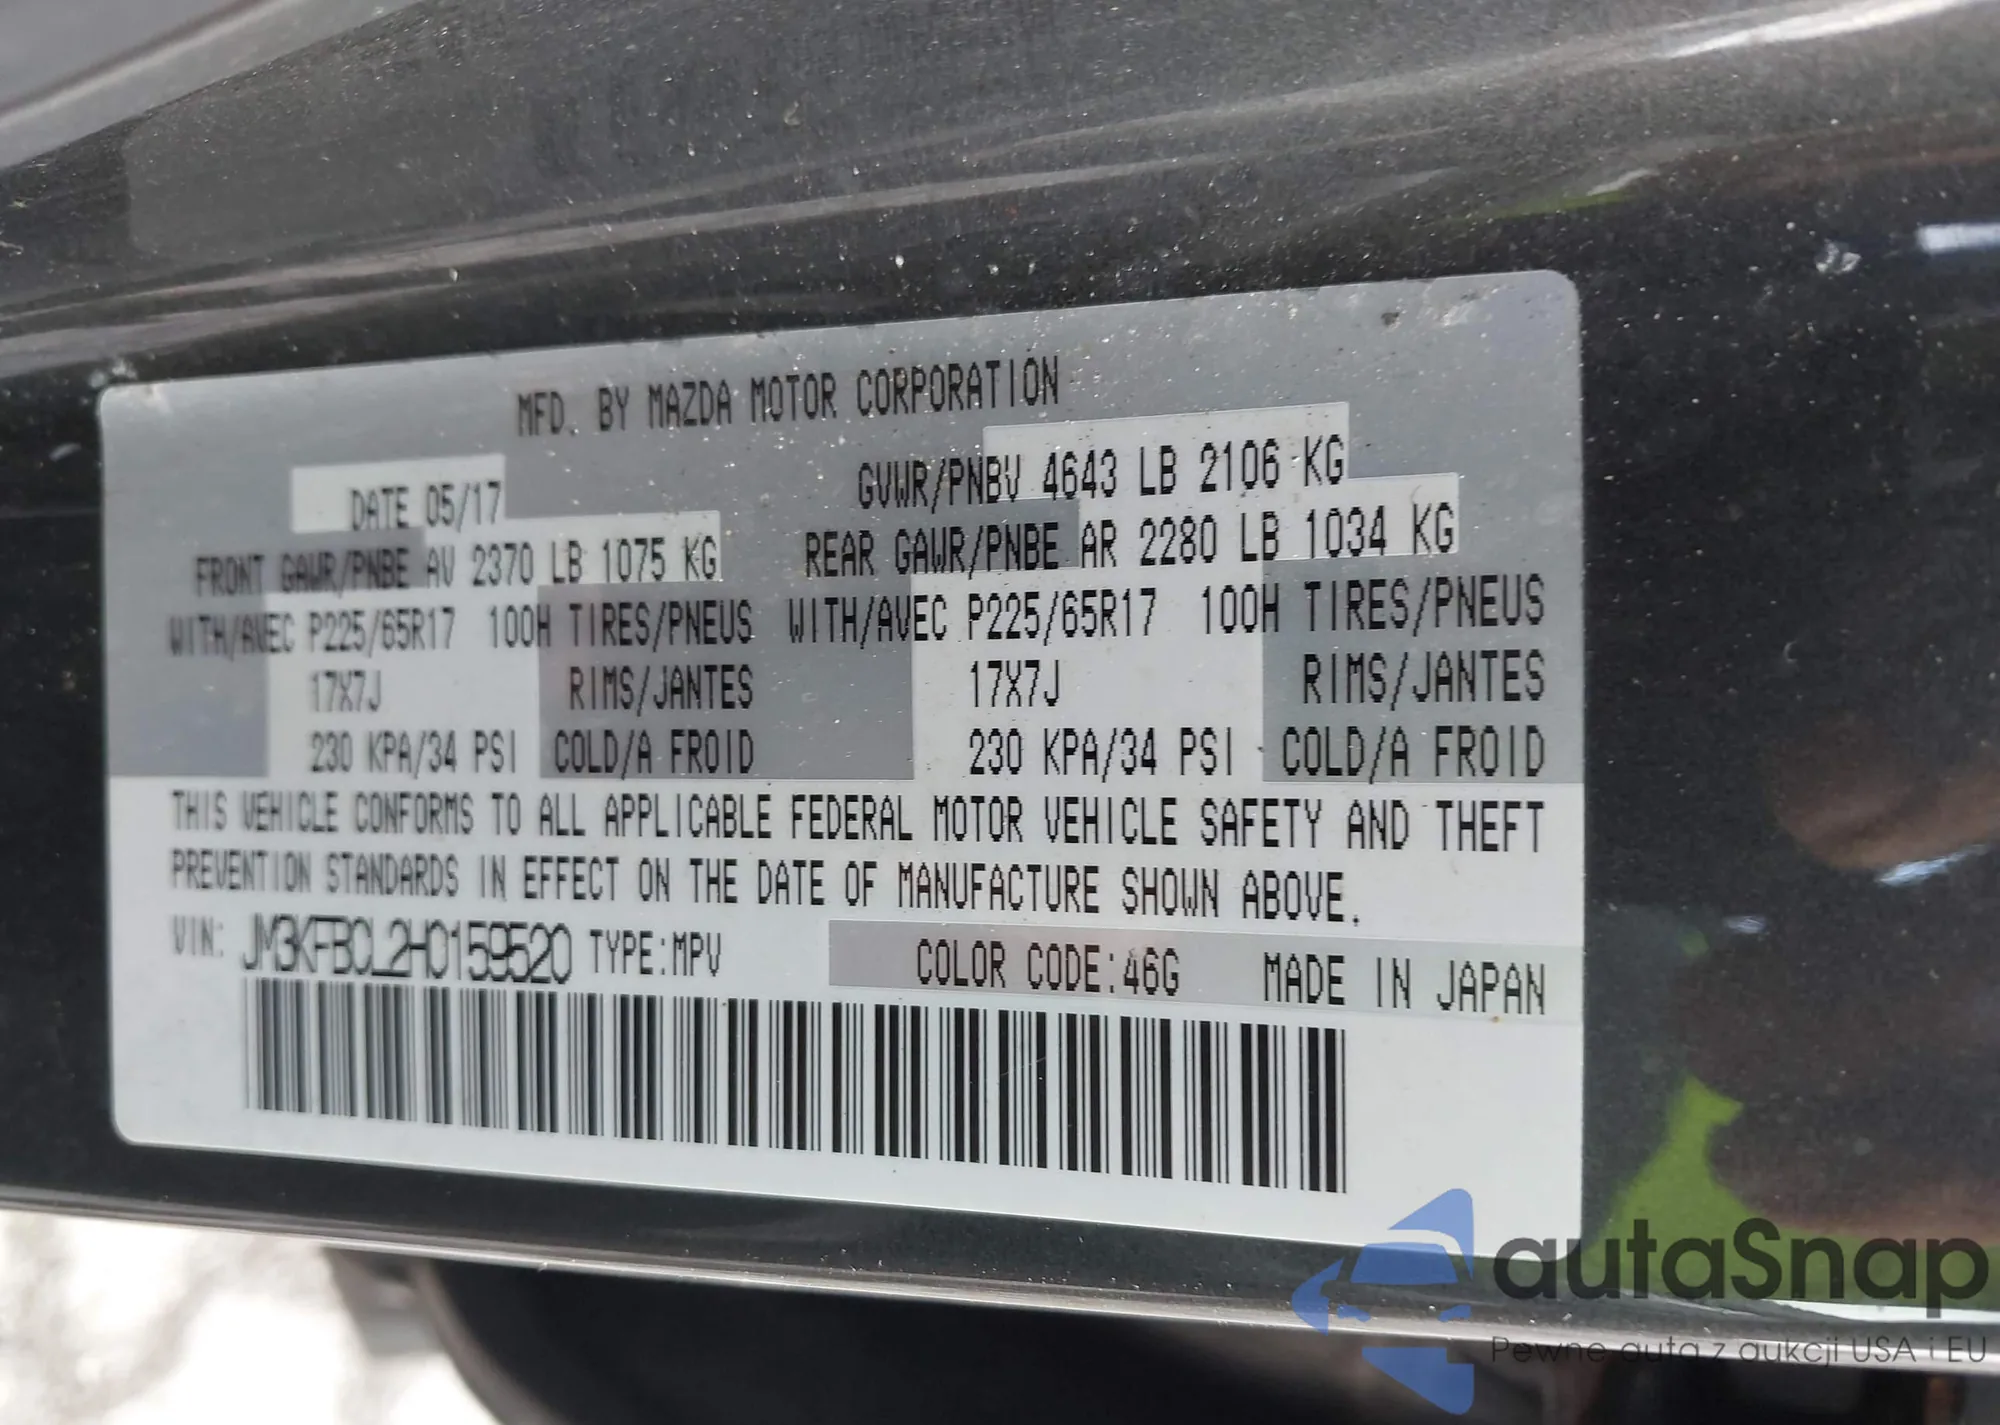 MFD. BY MAZDA MOTOR CORPORATION
DATE 05/17 GVWR/PNBV 4643 LB 2106 KG
FRONT GAWR/PNBE AV 2370 LB 1075 KG REAR GAWR/PNBE AR 2280 LB 1034 KG
WITH/AVEC P225/65R17 100H TIRES/PNEUS WITH/AVEC P225/65R17 100H TIRES/PNEUS
17X7J RIMS/JANTES 17X7J RIMS/JANTES
230 KPA/34 PSI COLD/A FROID 230 KPA/34 PSI COLD/A FROID
THIS VEHICLE CONFORMS TO ALL APPLICABLE FEDERAL MOTOR VEHICLE SAFETY AND THEFT
PREVENTION STANDARDS IN EFFECT ON THE DATE OF MANUFACTURE SHOWN ABOVE.
VIN: JM3KFBCL2H0159520 TYPE:MPV COLOR CODE:46G MADE IN JAPAN
autaSnap
Pewne auta z aukcji USA i EU